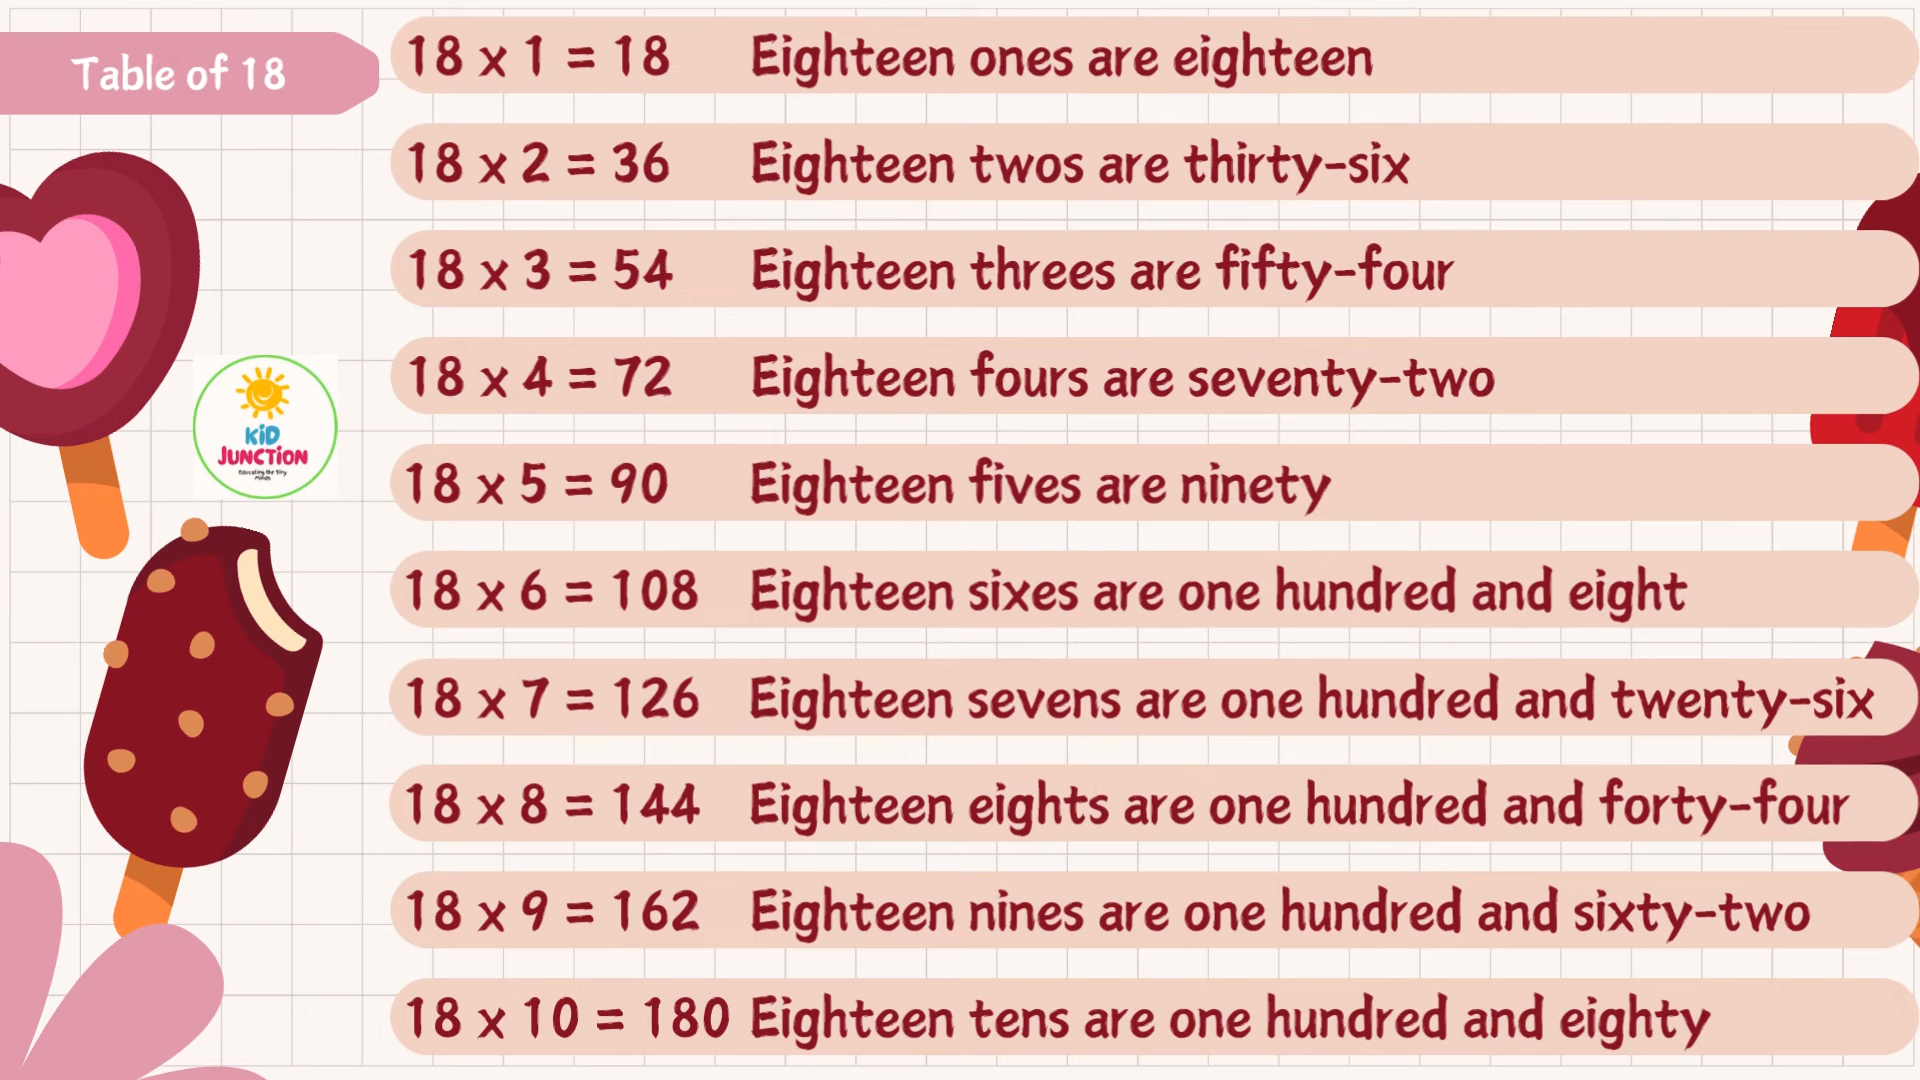 Table of 18
18 x 1 = 18 Eighteen ones are eighteen
18 x 2 = 36 Eighteen twos are thirty-six
18 x 3 = 54 Eighteen threes are fifty-four
18 x 4 = 72 Eighteen fours are seventy-two
18 x 5 = 90 Eighteen fives are ninety
18 x 6 = 108 Eighteen sixes are one hundred and eight
18 x 7 = 126 Eighteen sevens are one hundred and twenty-six
18 x 8 = 144 Eighteen eights are one hundred and forty-four
18 x 9 = 162 Eighteen nines are one hundred and sixty-two
18 x 10 = 180 Eighteen tens are one hundred and eighty
KiD
JUNCTiON
Educating the Tiny
Minds